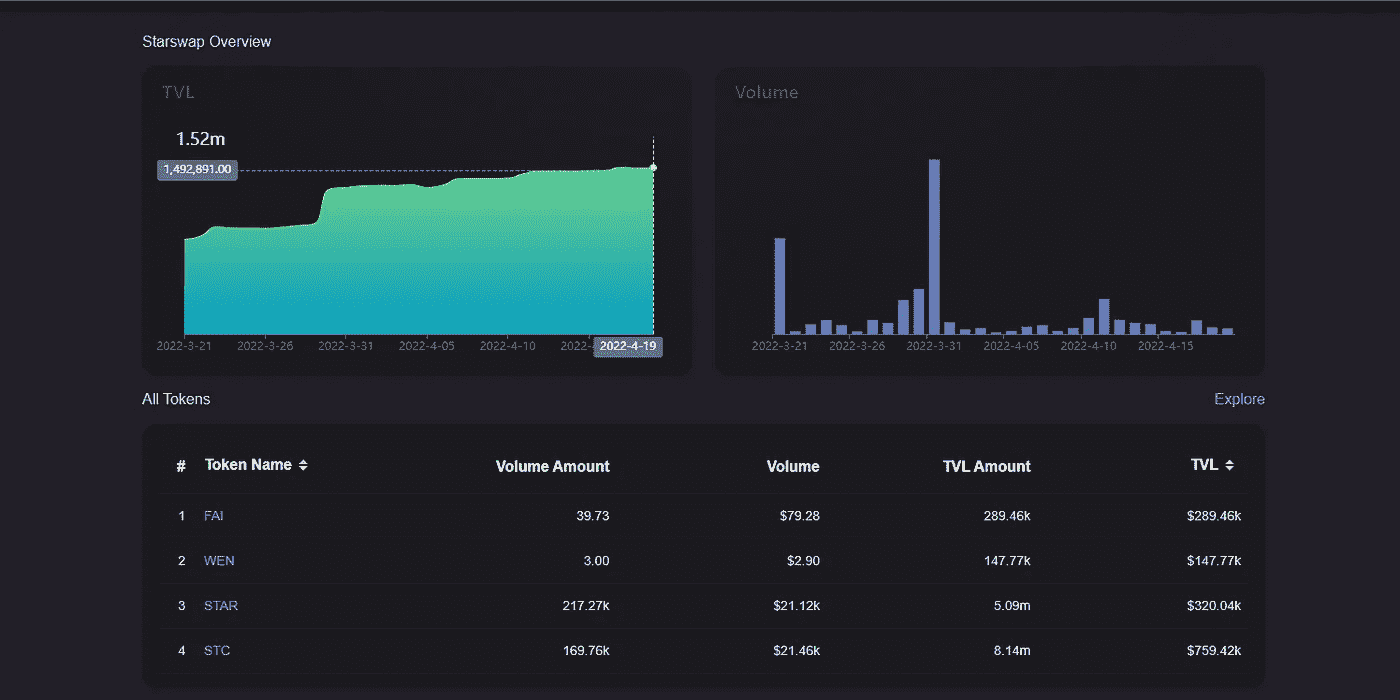 Starswap Overview
TVL
1.52m
1,492,891.00
2022-3-21 2022-3-26 2022-3-31 2022-4-05 2022-4-10 2022- 2022-4-19
Volume
2022-3-21 2022-3-26 2022-3-31 2022-4-05 2022-4-10 2022-4-15
All Tokens Explore
# Token Name Volume Amount Volume TVL Amount TVL
1 FAI 39.73 $79.28 289.46k $289.46k
2 WEN 3.00 $2.90 147.77k $147.77k
3 STAR 217.27k $21.12k 5.09m $320.04k
4 STC 169.76k $21.46k 8.14m $759.42k